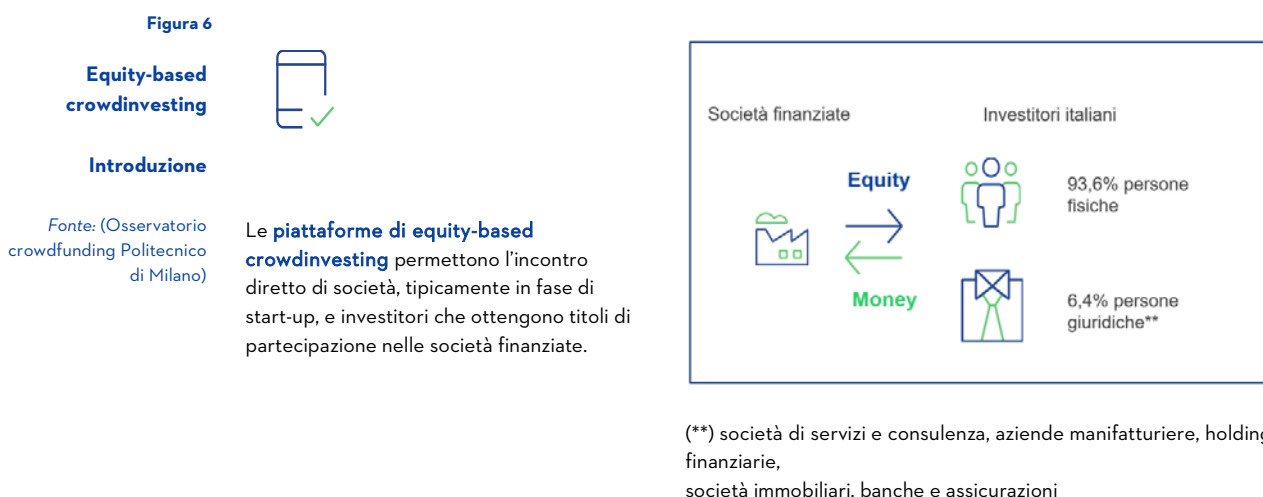 Figura 6
Equity-based
crowdinvesting
Introduzione
Fonte: (Osservatorio
crowdfunding Politecnico
di Milano)
Le piattaforme di equity-based
crowdinvesting permettono l'incontro
diretto di società, tipicamente in fase di
start-up, e investitori che ottengono titoli di
partecipazione nelle società finanziate.
Società finanziate
Investitori italiani
Equity
Money
93,6% persone
fisiche
6,4% persone
giuridiche**
(**) società di servizi e consulenza, aziende manifatturiere, holding
finanziarie,
società immobiliari, banche e assicurazioni